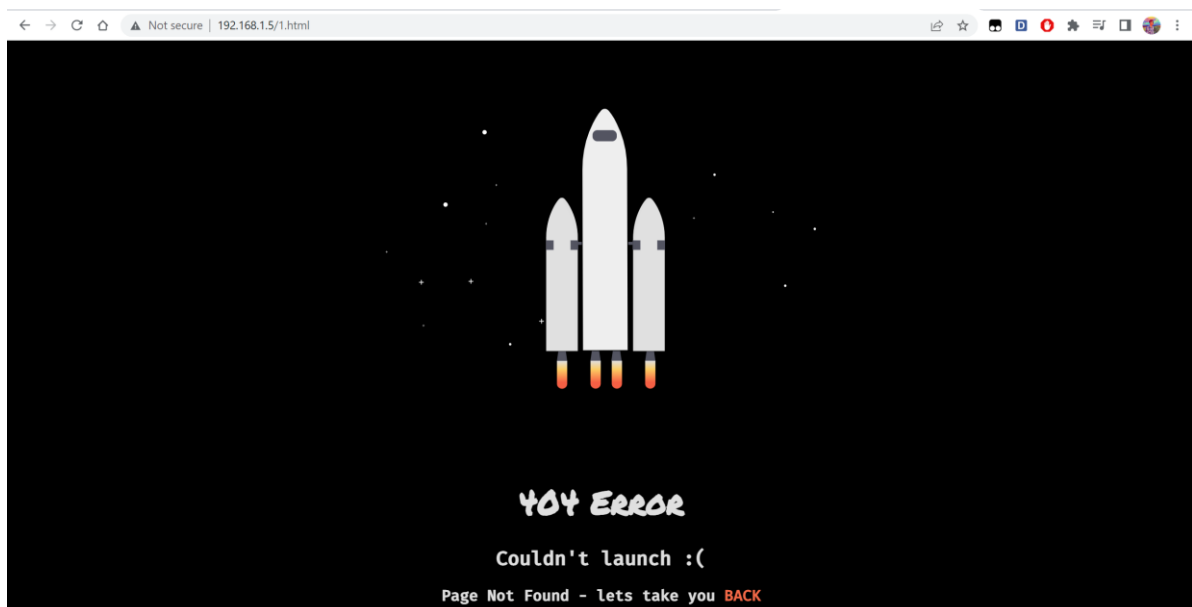 Not secure | 192.168.1.5/1.html
404 ERROR
Couldn't launch :(
Page Not Found - lets take you BACK